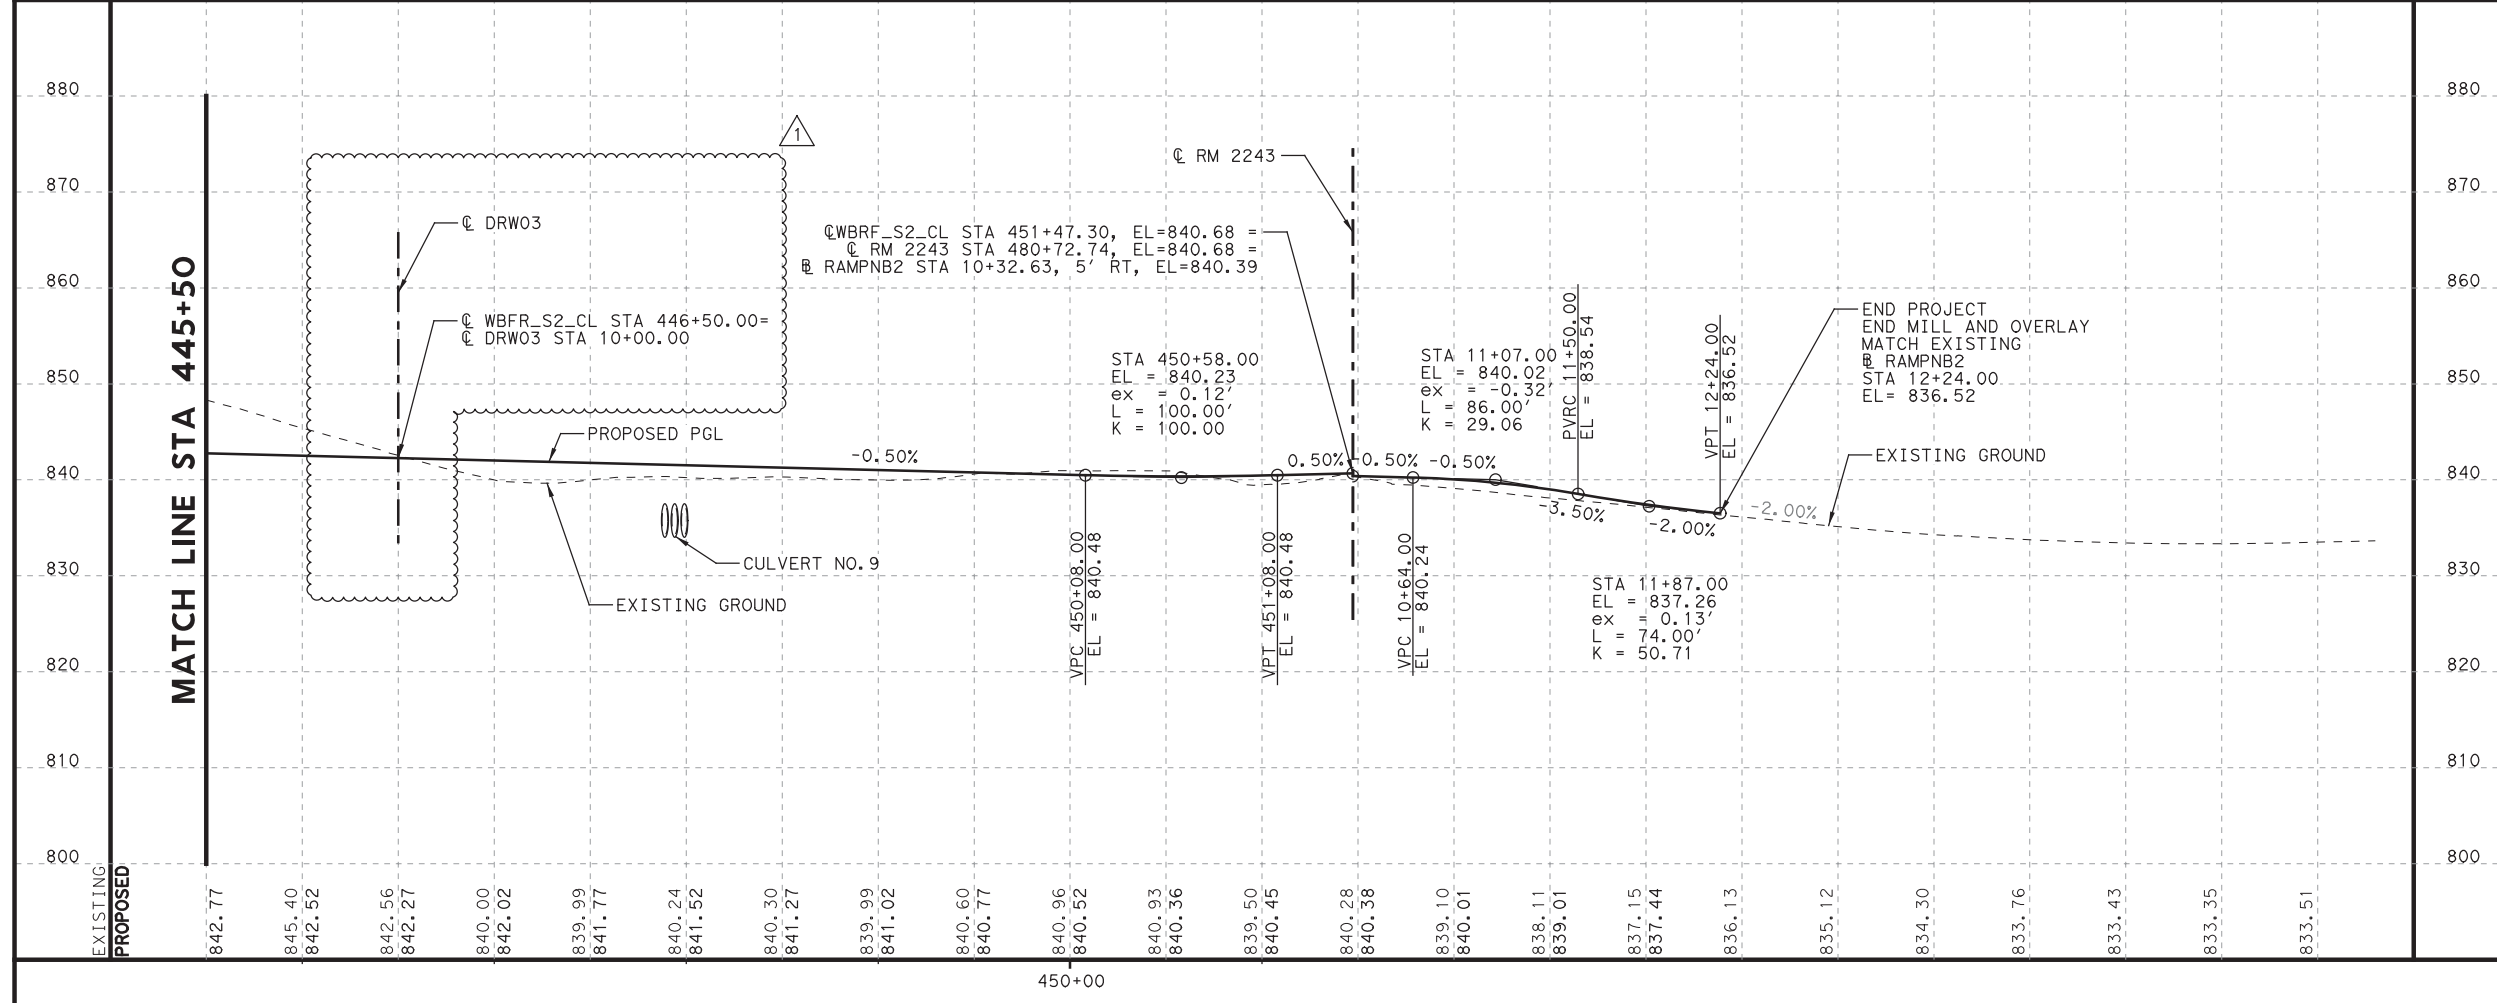 880
870
860
850
840
830
820
810
800
880
870
860
850
840
830
820
810
800
MATCH LINE STA 445+50
1
℄ DRW03
℄ WBFR_S2_CL STA 446+50.00=
℄ DRW03 STA 10+00.00
PROPOSED PGL
-0.50%
CULVERT NO.9
EXISTING GROUND
℄ RM 2243
℄WBRF_S2_CL STA 451+47.30, EL=840.68 =
℄ RM 2243 STA 480+72.74, EL=840.68 =
BL RAMPNB2 STA 10+32.63, 5' RT, EL=840.39
STA 450+58.00
EL = 840.23
ex = 0.12'
L = 100.00'
K = 100.00
VPC 450+08.00
EL = 840.48
VPT 451+08.00
EL = 840.48
0.50%
-0.50%
-0.50%
STA 11+07.00
EL = 840.02
ex = -0.32'
L = 86.00'
K = 29.06
VPC 10+64.00
EL = 840.24
PVRC 11+50.00
EL = 838.54
-3.50%
VPT 12+24.00
EL = 836.52
-2.00%
-2.00%
STA 11+87.00
EL = 837.26
ex = 0.13'
L = 74.00'
K = 50.71
END PROJECT
END MILL AND OVERLAY
MATCH EXISTING
BL RAMPNB2
STA 12+24.00
EL= 836.52
EXISTING GROUND
EXISTING
PROPOSED
842.77
845.40
842.52
842.56
842.27
840.00
842.02
839.99
841.77
840.24
841.52
840.30
841.27
839.99
841.02
840.60
840.77
840.96
840.52
840.93
840.36
839.50
840.45
840.28
840.38
839.10
840.01
838.11
839.01
837.15
837.44
836.13
835.12
834.30
833.76
833.43
833.35
833.51
450+00